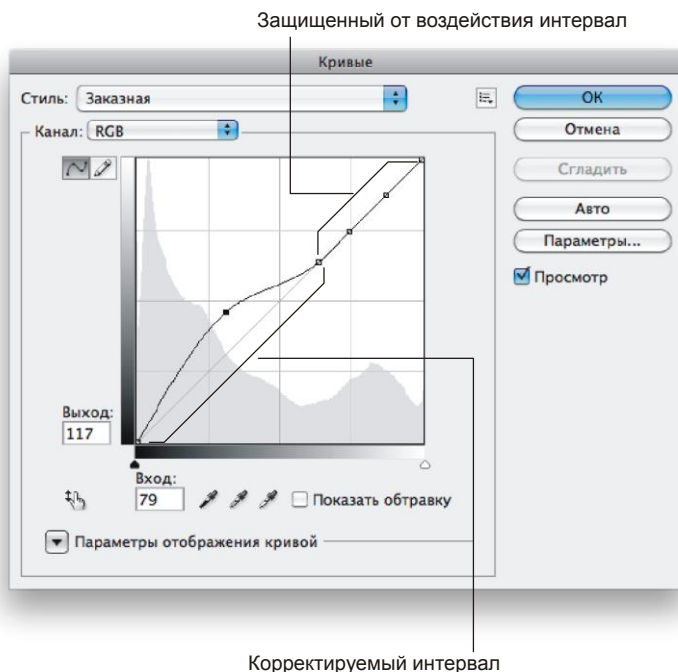 Защищенный от воздействия интервал
Кривые
Стиль: Заказная
Канал: RGB
OK
Отмена
Сгладить
Авто
Параметры...
Просмотр
Выход:
117
Вход:
79
Показать обтравку
Параметры отображения кривой
Корректируемый интервал